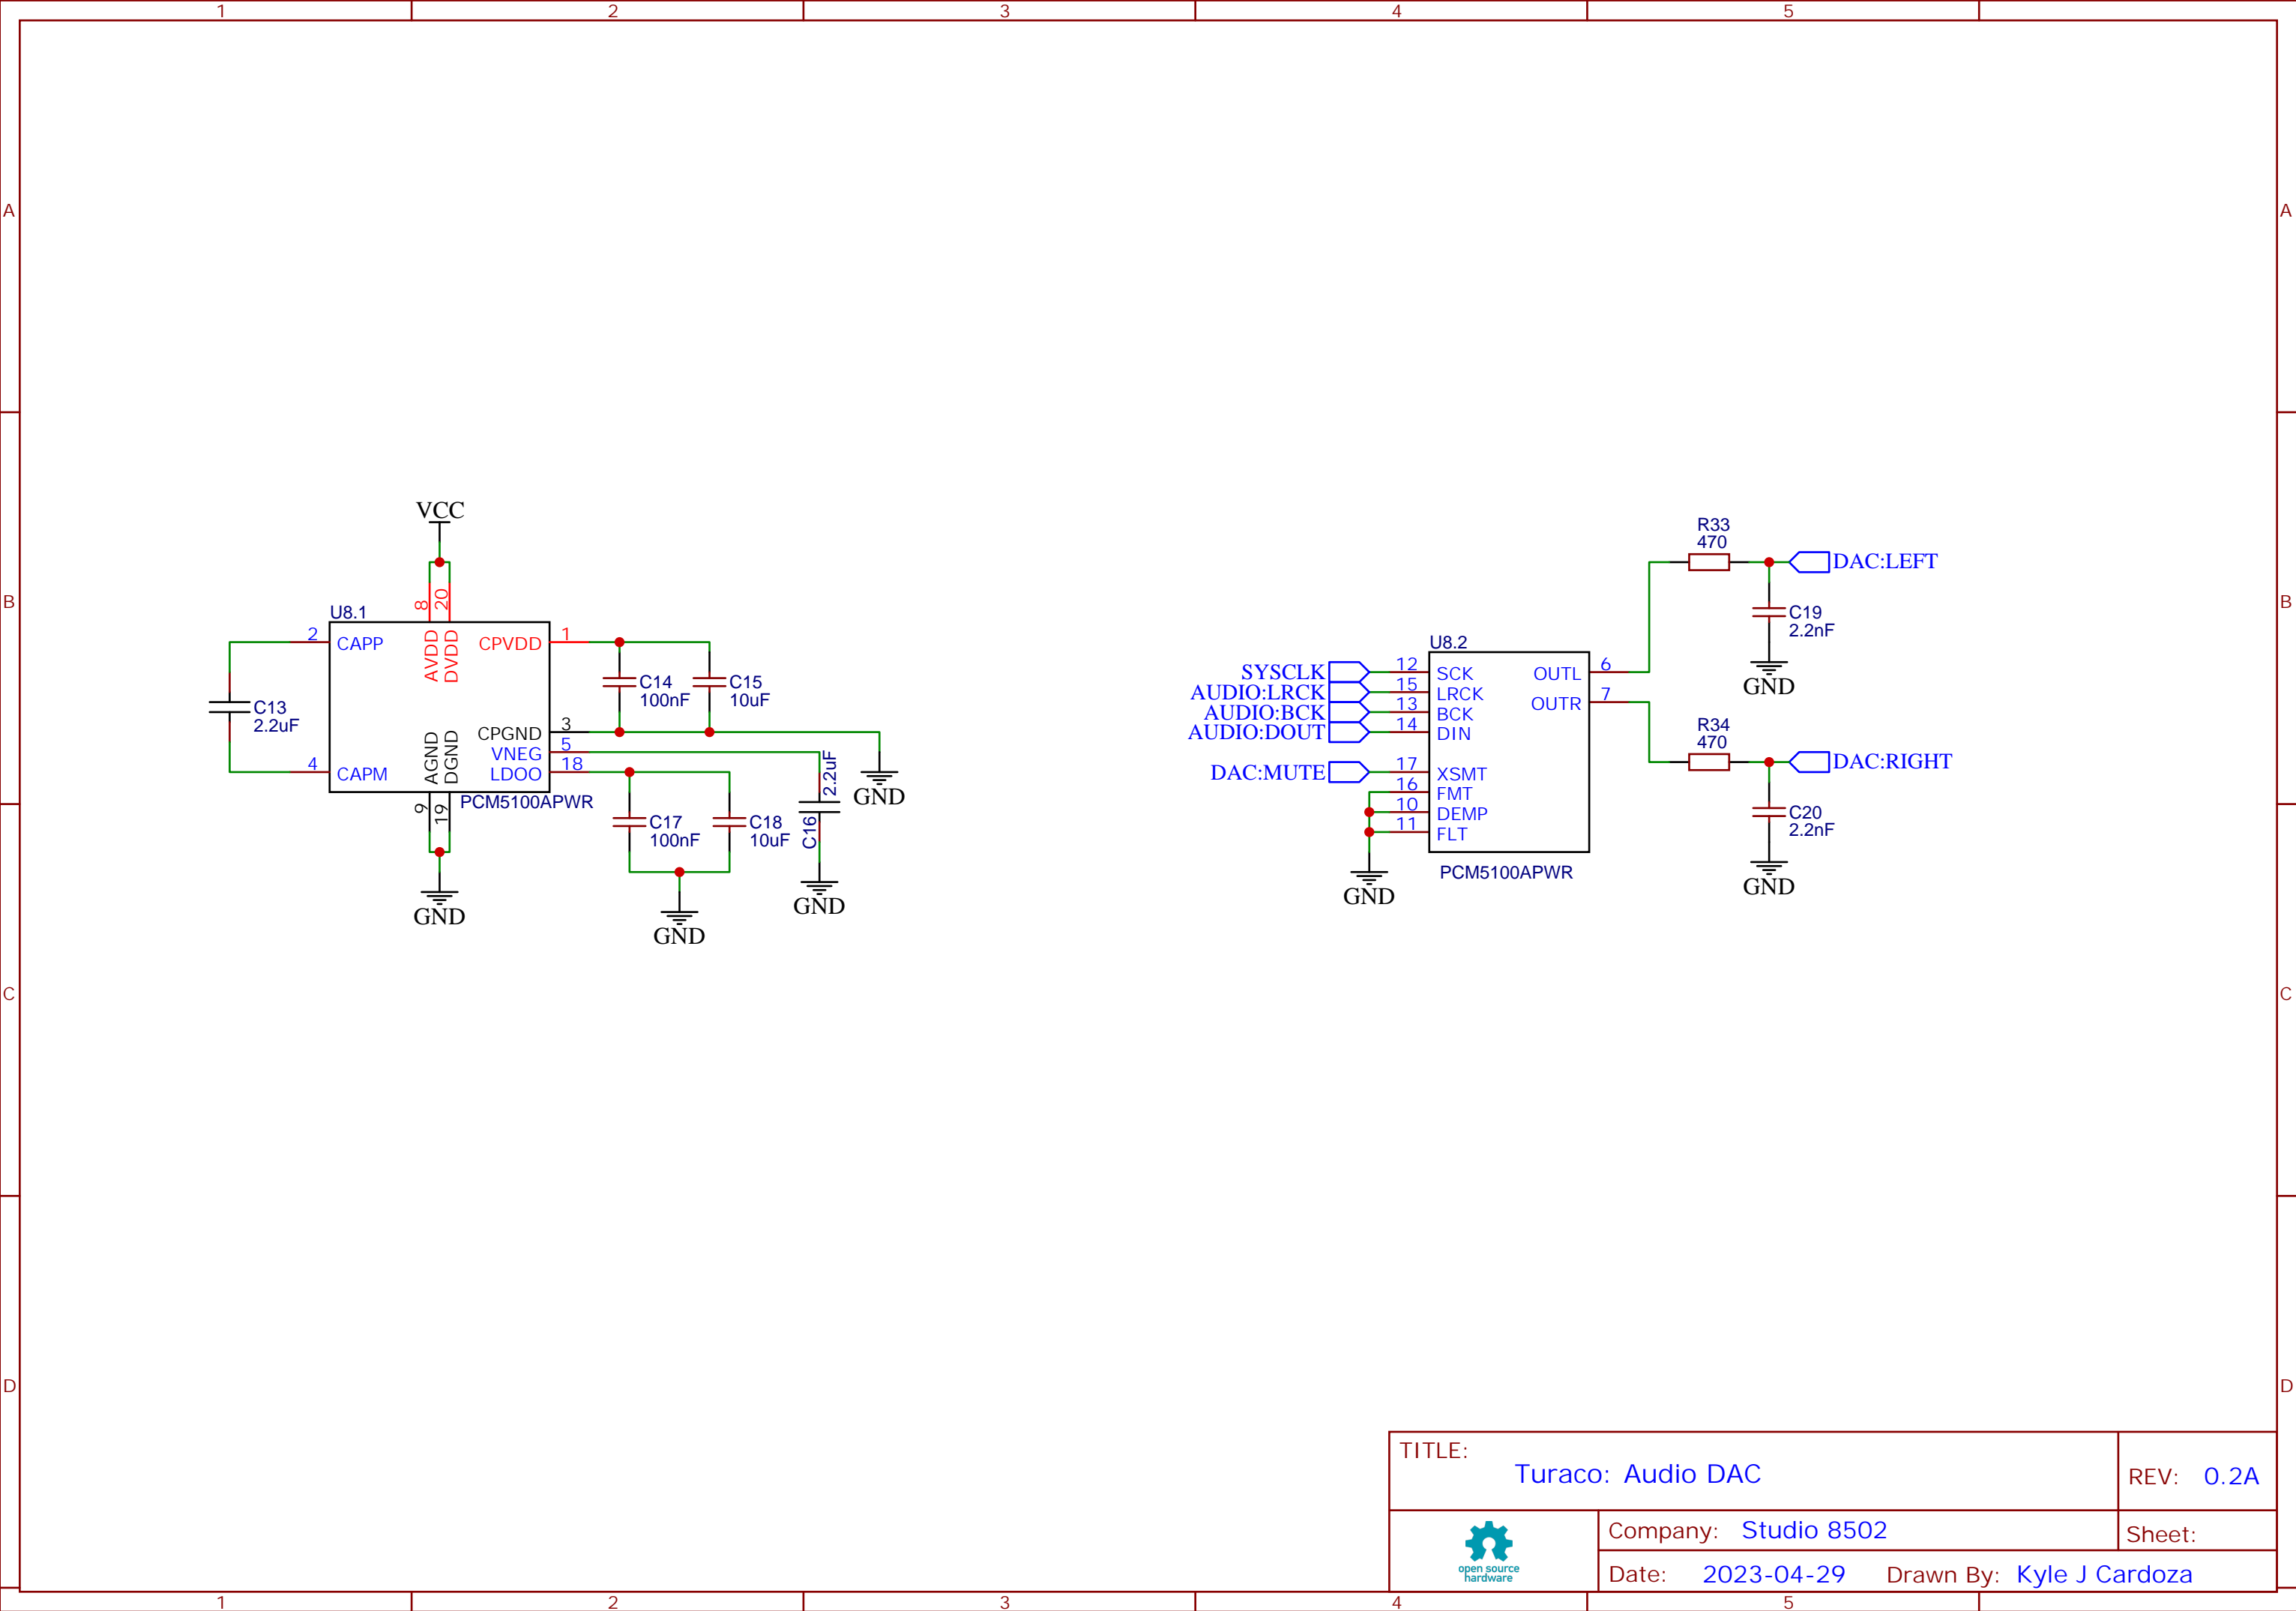 1 2 3 4 5
A A
B B
C C
D D
VCC
8
20
U8.1
2
CAPP
AVDD
DVDD
CPVDD
1
C13
2.2uF
C14
100nF
C15
10uF
4
CAPM
AGND
DGND
CPGND
3
VNEG
5
LDOO
18
9
19
PCM5100APWR
GND
C17
100nF
C18
10uF
GND
2.2uF
C16
GND
GND
U8.2
SYSCLK 12 SCK
AUDIO:LRCK 15 LRCK
AUDIO:BCK 13 BCK
AUDIO:DOUT 14 DIN
DAC:MUTE 17 XSMT
16 FMT
10 DEMP
11 FLT
GND
OUTL 6
OUTR 7
PCM5100APWR
R33
470
DAC:LEFT
C19
2.2nF
GND
R34
470
DAC:RIGHT
C20
2.2nF
GND
TITLE:
Turaco: Audio DAC
REV: 0.2A
open source
hardware
Company: Studio 8502
Sheet:
Date: 2023-04-29 Drawn By: Kyle J Cardoza
1 2 3 4 5